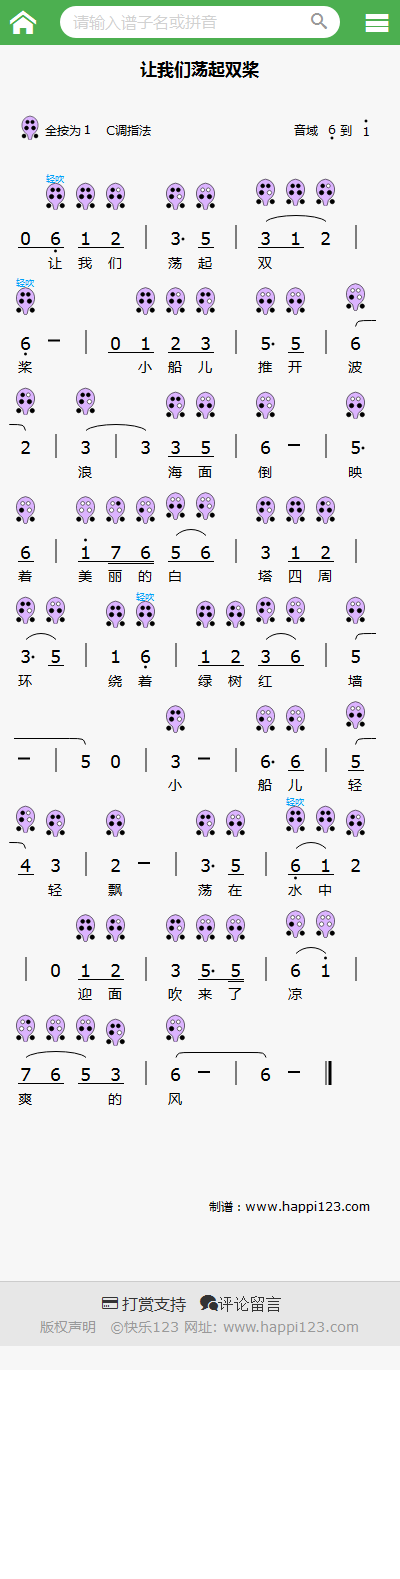 请输入谱子名或拼音
让我们荡起双桨
全按为 1 C调指法 音域 6 到 1
轻吹
0 6 1 2 | 3· 5 | 3 1 2 |
让 我 们 荡 起 双
轻吹
6 – | 0 1 2 3 | 5· 5 | 6
桨 小 船 儿 推 开 波
2 | 3 | 3 3 5 | 6 – | 5·
浪 海 面 倒 映
6 | 1 7 6 5 6 | 3 1 2 |
着 美 丽 的 白 塔 四 周
轻吹
3· 5 | 1 6 | 1 2 3 6 | 5
环 绕 着 绿 树 红 墙
– | 5 0 | 3 – | 6· 6 | 5
小 船 儿 轻
轻吹
4 3 | 2 – | 3· 5 | 6 1 2
轻 飘 荡 在 水 中
| 0 1 2 | 3 5· 5 | 6 1 |
迎 面 吹 来 了 凉
7 6 5 3 | 6 – | 6 – ‖
爽 的 风
制谱：www.happi123.com
打赏支持 评论留言
版权声明 ©快乐123 网址: www.happi123.com